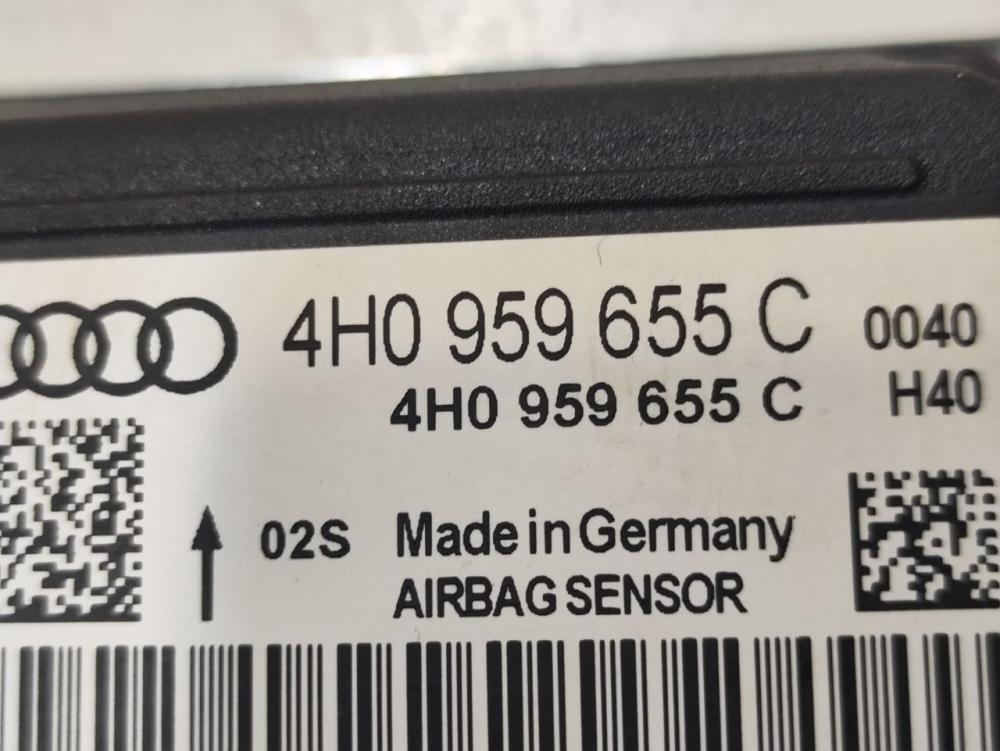 4H0 959 655 C 0040
4H0 959 655 C H40
02S Made in Germany
AIRBAG SENSOR